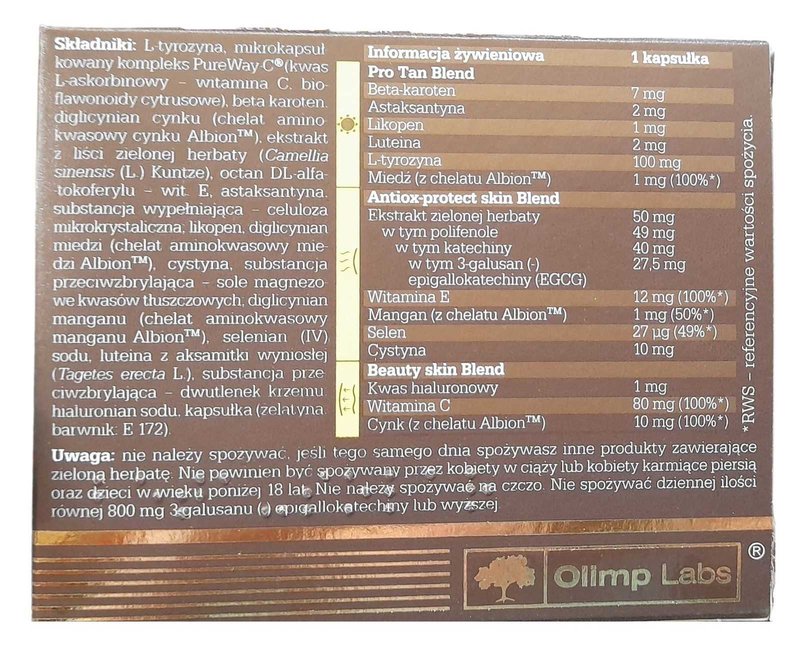 Składniki: L-tyrozyna, mikrokapsuł
kowany kompleks PureWay-C® (kwas
L-askorbinowy – witamina C, bio-
flawonoidy cytrusowe), beta karoten,
diglicynian cynku (chelat amino-
kwasowy cynku Albion™), ekstrakt
z liści zielonej herbaty (Camellia
sinensis (L.) Kuntze), octan DL-alfa-
tokoferylu – wit. E, astaksantyna,
substancja wypełniająca – celuloza
mikrokrystaliczna, likopen, diglicynian
miedzi (chelat aminokwasowy mie-
dzi Albion™), cystyna, substancja
przeciwzbrylająca – sole magnezo-
we kwasów tłuszczowych, diglicynian
manganu (chelat aminokwasowy
manganu Albion™), selenian (IV)
sodu, luteina z aksamitki wyniosłej
(Tagetes erecta L.), substancja prze
ciwzbrylająca – dwutlenek krzemu,
hialuronian sodu, kapsułka (żelatyna,
barwnik: E 172).
Informacja żywieniowa 1 kapsułka
Pro Tan Blend
Beta-karoten 7 mg
Astaksantyna 2 mg
Likopen 1 mg
Luteina 2 mg
L-tyrozyna 100 mg
Miedź (z chelatu Albion™) 1 mg (100%*)
Antiox-protect skin Blend
Ekstrakt zielonej herbaty 50 mg
w tym polifenole 49 mg
w tym katechiny 40 mg
w tym 3-galusan (-) 27,5 mg
epigallokatechiny (EGCG)
Witamina E 12 mg (100%*)
Mangan (z chelatu Albion™) 1 mg (50%*)
Selen 27 µg (49%*)
Cystyna 10 mg
Beauty skin Blend
Kwas hialuronowy 1 mg
Witamina C 80 mg (100%*)
Cynk (z chelatu Albion™) 10 mg (100%*)
*RWS – referencyjne wartości spożycia.
Uwaga: nie należy spożywać, jeśli tego samego dnia spożywasz inne produkty zawierające
zieloną herbatę. Nie powinien być spożywany przez kobiety w ciąży lub kobiety karmiące piersią
oraz dzieci w wieku poniżej 18 lat. Nie należy spożywać na czczo. Nie spożywać dziennej ilości
równej 800 mg 3-galusanu (-) epigallokatechiny lub wyższej.
Olimp Labs ®